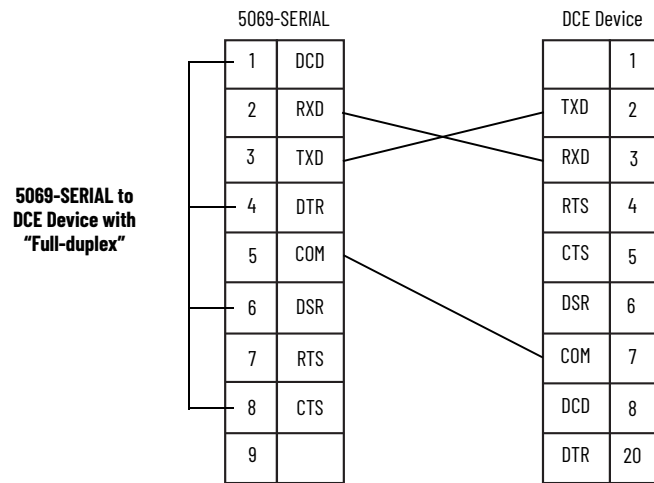 5069-SERIAL
DCE Device
5069-SERIAL to
DCE Device with
“Full-duplex”
1 DCD
2 RXD
3 TXD
4 DTR
5 COM
6 DSR
7 RTS
8 CTS
9
1
TXD 2
RXD 3
RTS 4
CTS 5
DSR 6
COM 7
DCD 8
DTR 20